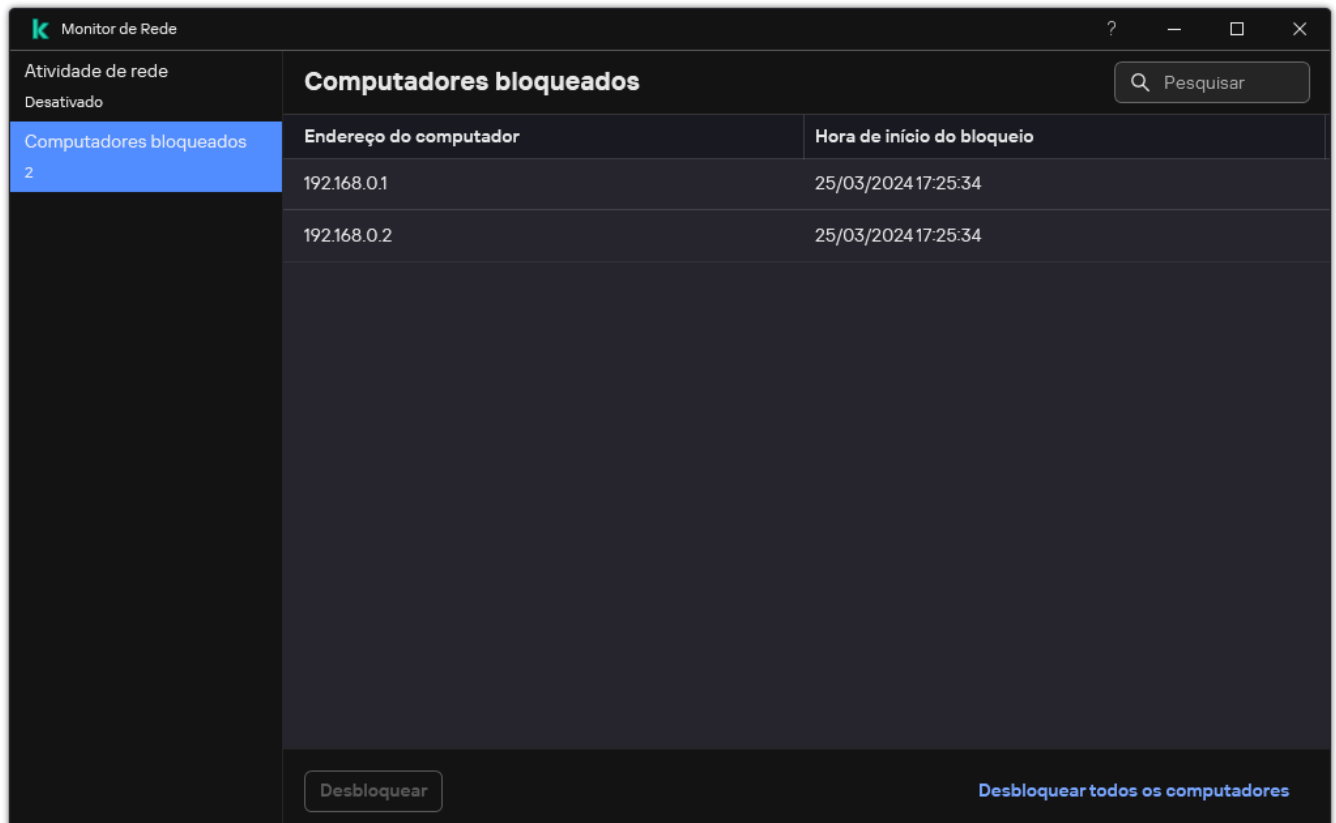 Monitor de Rede
?
Atividade de rede
Desativado
Computadores bloqueados
2
Computadores bloqueados
Pesquisar
Endereço do computador Hora de início do bloqueio
192.168.0.1 25/03/2024 17:25:34
192.168.0.2 25/03/2024 17:25:34
Desbloquear Desbloquear todos os computadores